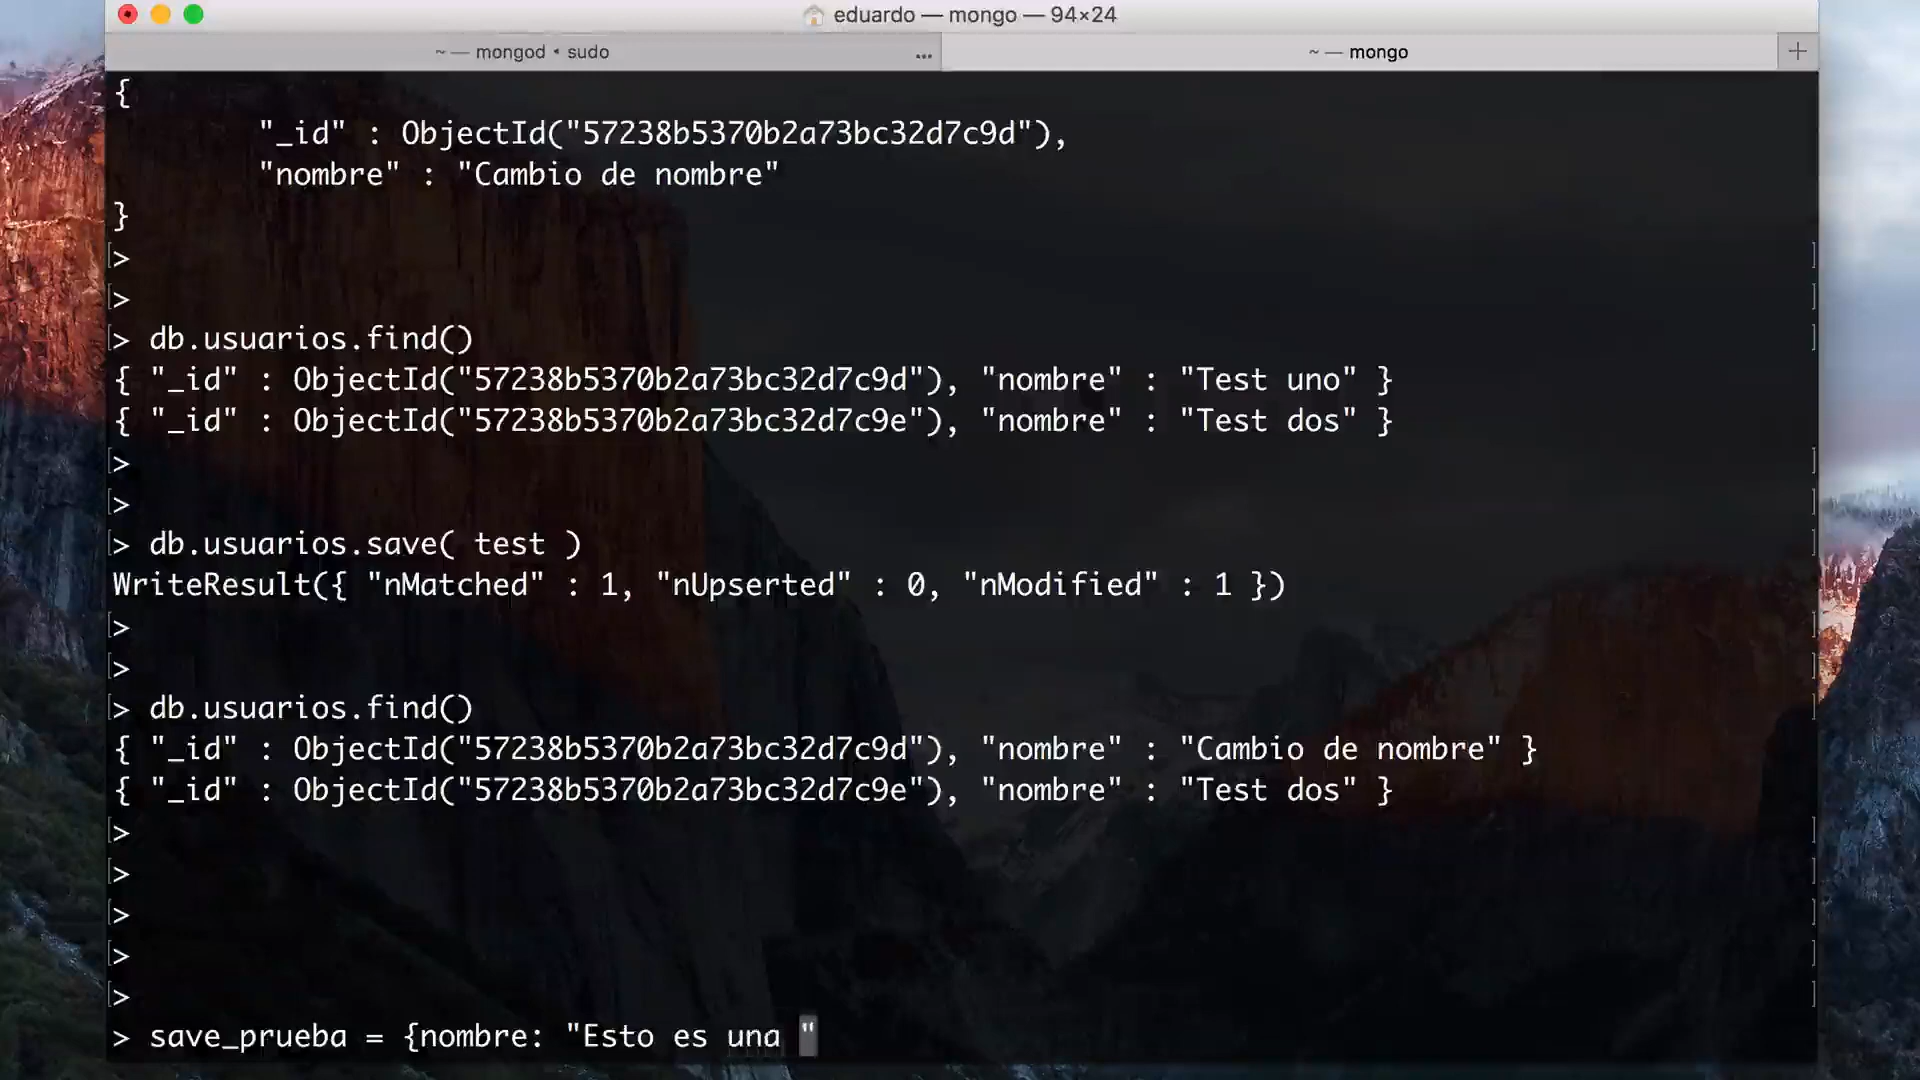 eduardo — mongo — 94×24
~ — mongod • sudo ...
~ — mongo +
{
"_id" : ObjectId("57238b5370b2a73bc32d7c9d"),
"nombre" : "Cambio de nombre"
}
>
>
> db.usuarios.find()
{ "_id" : ObjectId("57238b5370b2a73bc32d7c9d"), "nombre" : "Test uno" }
{ "_id" : ObjectId("57238b5370b2a73bc32d7c9e"), "nombre" : "Test dos" }
>
>
> db.usuarios.save( test )
WriteResult({ "nMatched" : 1, "nUpserted" : 0, "nModified" : 1 })
>
>
> db.usuarios.find()
{ "_id" : ObjectId("57238b5370b2a73bc32d7c9d"), "nombre" : "Cambio de nombre" }
{ "_id" : ObjectId("57238b5370b2a73bc32d7c9e"), "nombre" : "Test dos" }
>
>
>
>
>
> save_prueba = {nombre: "Esto es una "